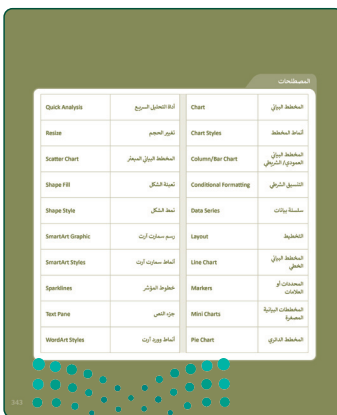 المصطلحات
المخطط البياني Chart
أداة التحليل السريع Quick Analysis
أنماط المخطط Chart Styles
تغيير الحجم Resize
المخطط البياني العمودي/ الشريطي Column/Bar Chart
المخطط البياني المبعثر Scatter Chart
التنسيق الشرطي Conditional Formatting
تعبئة الشكل Shape Fill
سلسلة بيانات Data Series
نمط الشكل Shape Style
التخطيط Layout
رسم سمارت آرت SmartArt Graphic
المخطط البياني الخطي Line Chart
أنماط سمارت آرت SmartArt Styles
المحددات أو العلامات Markers
خطوط المؤشر Sparklines
المخططات البيانية المصغرة Mini Charts
جزء النص Text Pane
المخطط الدائري Pie Chart
أنماط وورد آرت WordArt Styles
343